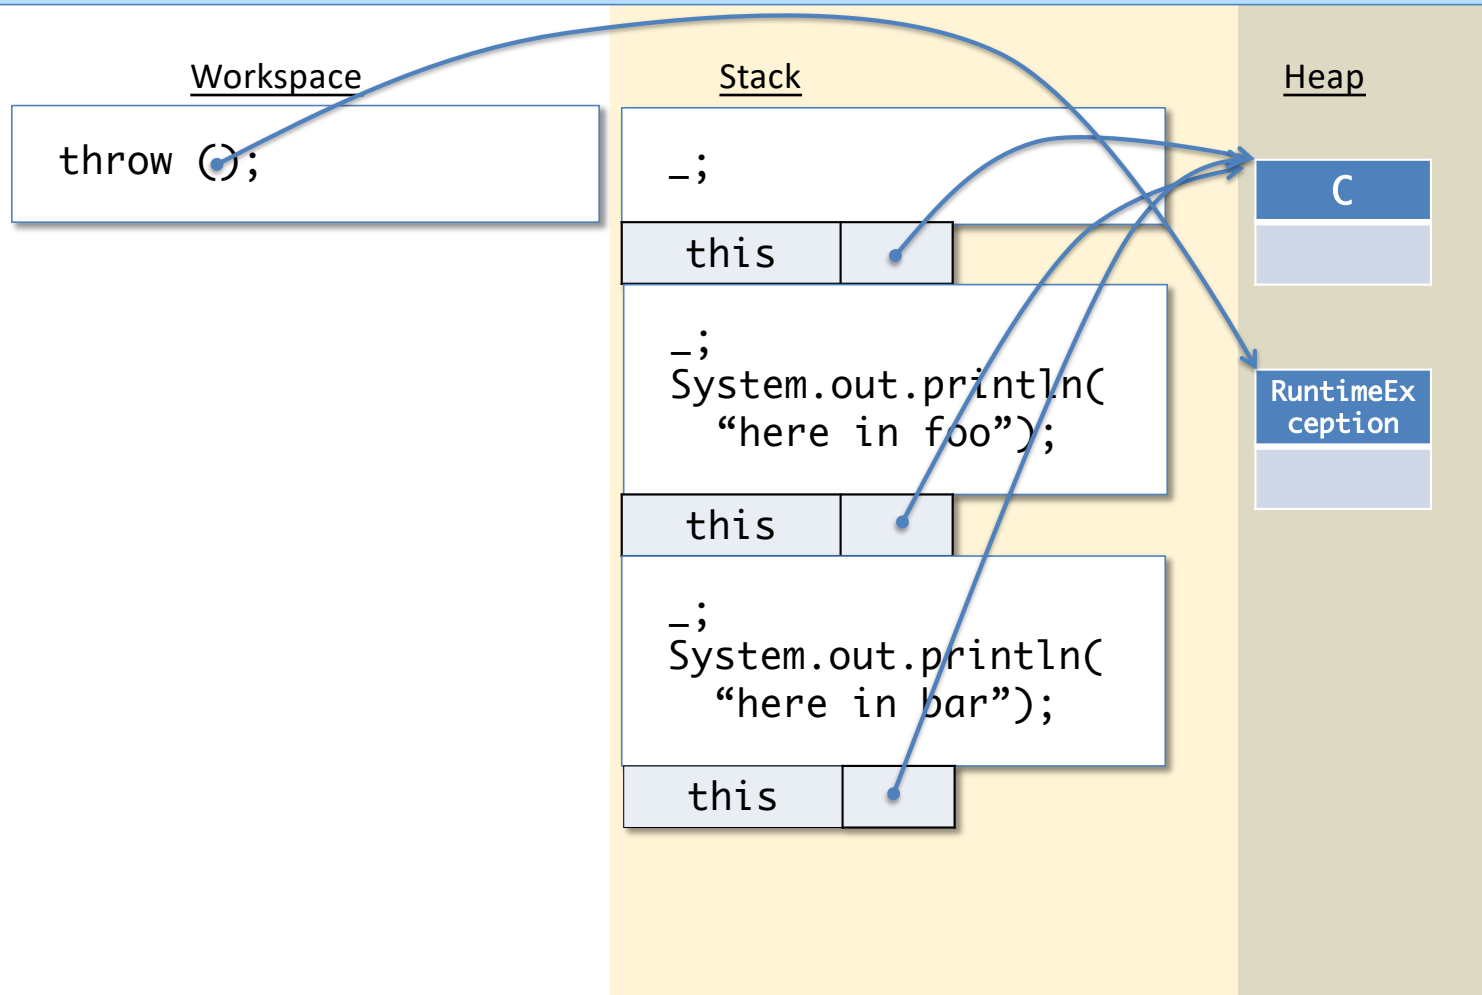 Workspace
Stack
Heap
throw ();
_;
this
C
_;
System.out.println(
“here in foo”);
RuntimeEx
ception
this
_;
System.out.println(
“here in bar”);
this